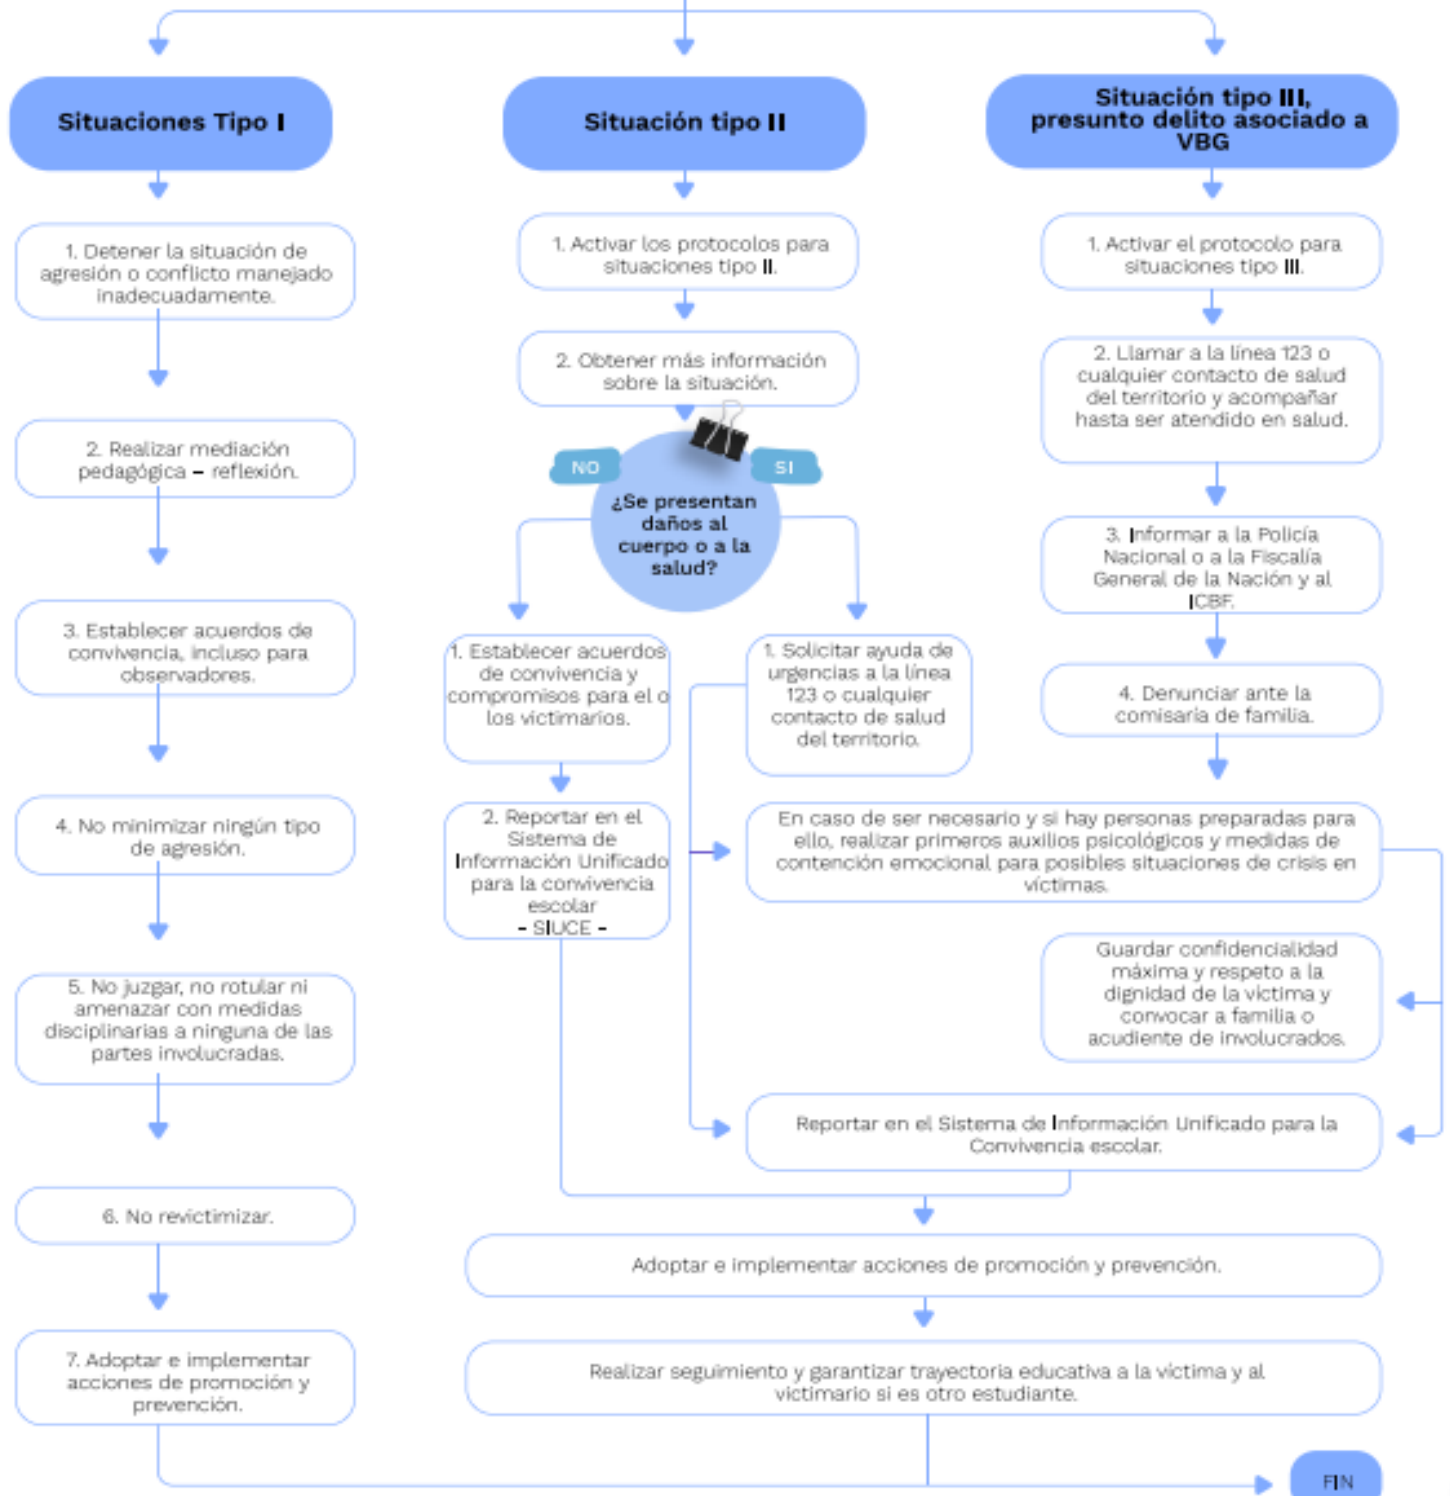 Situaciones Tipo I
1. Detener la situación de
agresión o conflicto manejado
inadecuadamente.
2. Realizar mediación
pedagógica – reflexión.
3. Establecer acuerdos de
convivencia, incluso para
observadores.
4. No minimizar ningún tipo
de agresión.
5. No juzgar, no rotular ni
amenazar con medidas
disciplinarias a ninguna de las
partes involucradas.
6. No revictimizar.
7. Adoptar e implementar
acciones de promoción y
prevención.
Situación tipo II
1. Activar los protocolos para
situaciones tipo II.
2. Obtener más información
sobre la situación.
NO
SI
¿Se presentan
daños al
cuerpo o a la
salud?
1. Establecer acuerdos
de convivencia y
compromisos para el o
los victimarios.
2. Reportar en el
Sistema de
Información Unificado
para la convivencia
escolar
- SIUCE -
1. Solicitar ayuda de
urgencias a la línea
123 o cualquier
contacto de salud
del territorio.
Situación tipo III,
presunto delito asociado a
VBG
1. Activar el protocolo para
situaciones tipo III.
2. Llamar a la línea 123 o
cualquier contacto de salud
del territorio y acompañar
hasta ser atendido en salud.
3. Informar a la Policía
Nacional o a la Fiscalía
General de la Nación y al
ICBF.
4. Denunciar ante la
comisaría de familia.
En caso de ser necesario y si hay personas preparadas para
ello, realizar primeros auxilios psicológicos y medidas de
contención emocional para posibles situaciones de crisis en
víctimas.
Guardar confidencialidad
máxima y respeto a la
dignidad de la víctima y
convocar a familia o
acudiente de involucrados.
Reportar en el Sistema de Información Unificado para la
Convivencia escolar.
Adoptar e implementar acciones de promoción y prevención.
Realizar seguimiento y garantizar trayectoria educativa a la víctima y al
victimario si es otro estudiante.
FIN